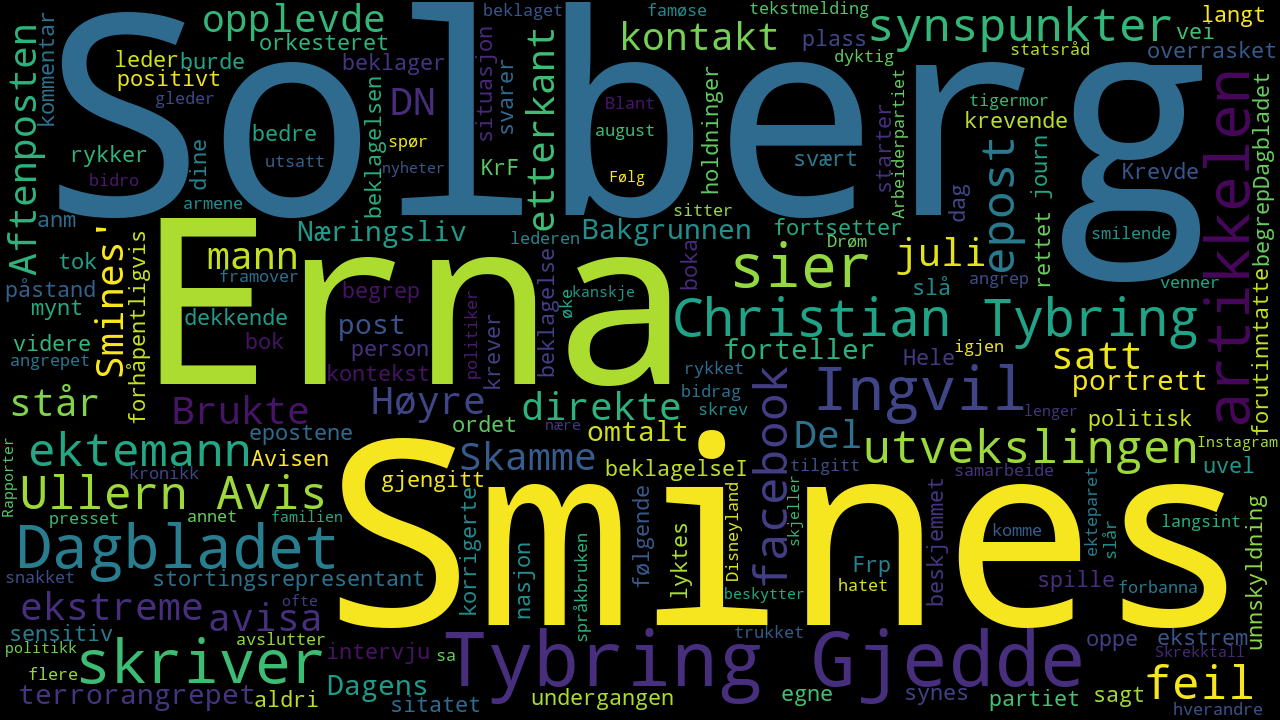 Solberg
Erna
Smines
Tybring Gjedde
Christian Tybring
Ingvil
Dagbladet
skriver
artikkelen
utvekslingen
Ullern Avis
ektemann
Aftenposten
synspunkter
kontakt
opplevde
orkesteret
leder
burde
positivt
gleder
kommentar
beklaget
famøse
tekstmelding
beklager
DN
situasjon
svarer
etterkant
plass
dyktig
statsråd
vei
langt
overrasket
tigermor
krevende
Krevde
epost
journ
rettet
begrepDagbladet
forutinntatte
Arbeiderpartiet
starter
dag
svært
holdninger
Blant
august
Følg
spør
nyheter
KrF
beklagelsen
bedre
utsatt
dine
rykker
bidro
armene
anm
tok
påstand
mynt
videre
angrepet
Smines'
forhåpentligvis
mann
framover
dekkende
bok
Næringsliv
begrep
post
person
kontekst
politiker
krever
lederen
beklagelse
øke
kanskje
Bakgrunnen
sitter
boka
sier
fortsetter
Drøm
juli
slå
angrep
smilende
venner
forteller
Hele
igjen
satt
portrett
politisk
Instagram
uvel
rykket
bidrag
skrev
lenger
står
Brukte
Høyre
direkte
ordet
nære
omtalt
facebook
Del
tilgitt
samarbeide
epostene
Avisen
gjengitt
Skamme
beklagelseI
kronikk
Rapporter
presset
annet
familien
snakket
stortingsrepresentant
korrigerte
nasjon
språkbruken
følgende
lyktes
Disneyland
skjeller
beskytter
Frp
hatet
beskjemmet
komme
spille
ekteparet
slår
forbanna
langsint
unnskyldning
ekstreme
avisa
ofte
sensitiv
avslutter
politikk
flere
intervju
sa
trukket
oppe
ekstrem
Skrekktall
terrorangrepet
aldri
Dagens
sitatet
undergangen
egne
synes
partiet
sagt
feil
hverandre